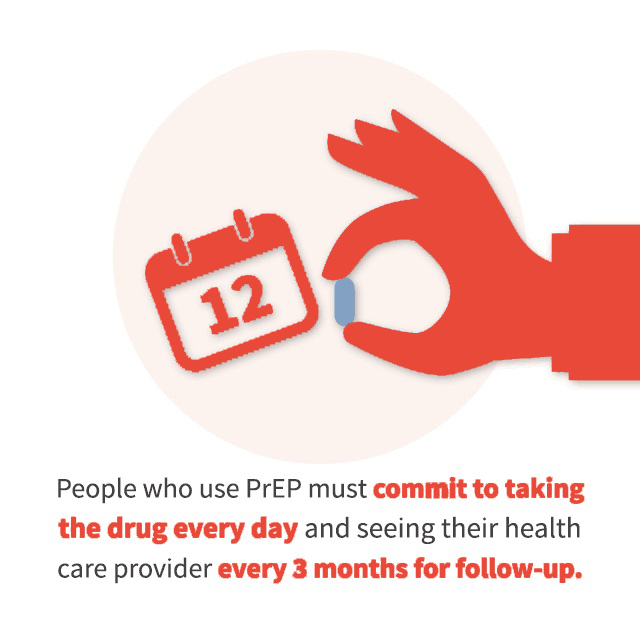 12
People who use PrEP must commit to taking
the drug every day and seeing their health
care provider every 3 months for follow-up.